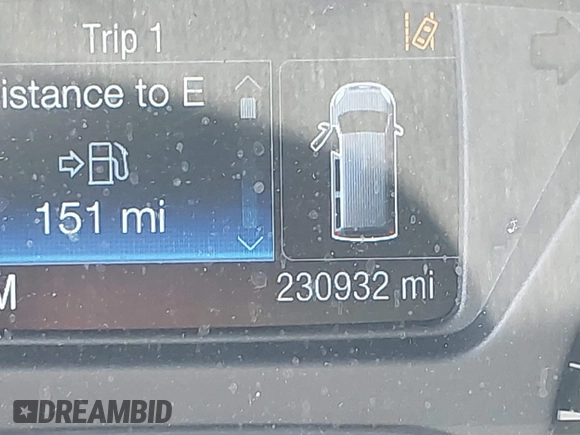 Trip 1
istance to E
151 mi
M
230932 mi
DREAMBID